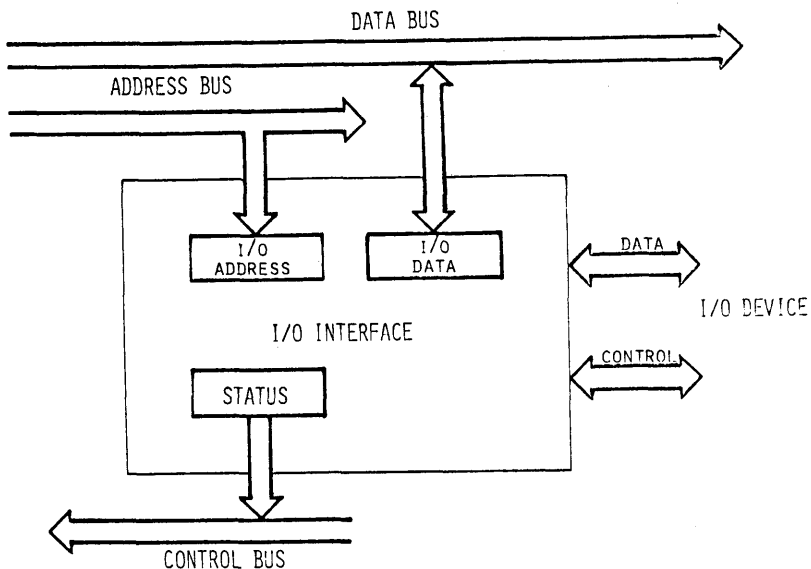 DATA BUS
ADDRESS BUS
I/O
ADDRESS
I/O
DATA
DATA
I/O DEVICE
I/O INTERFACE
CONTROL
STATUS
CONTROL BUS